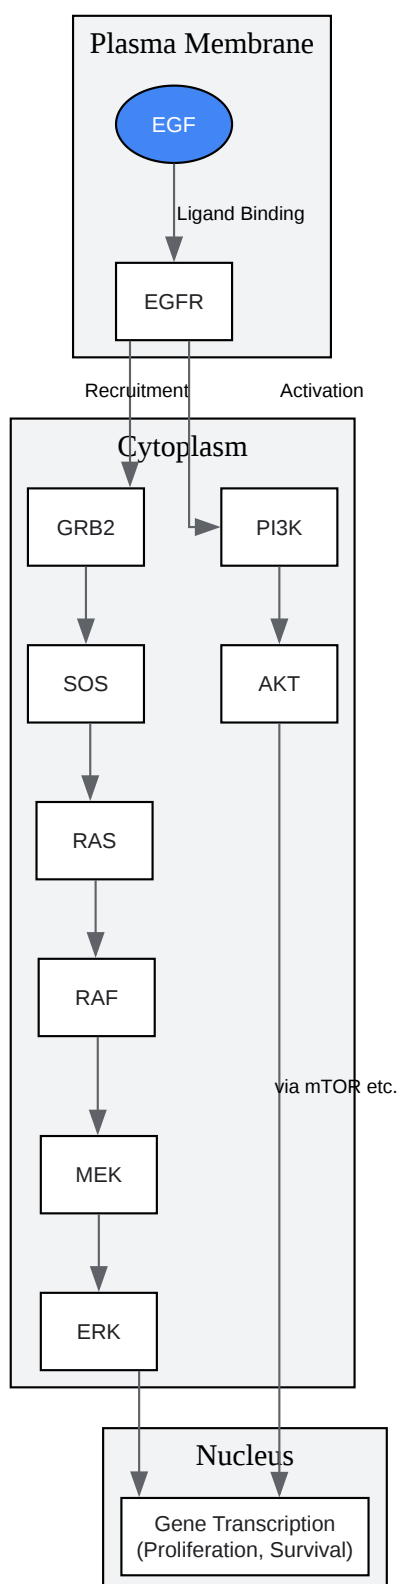 Plasma Membrane
EGF
Ligand Binding
EGFR
Recruitment
Activation
Cytoplasm
GRB2
PI3K
SOS
AKT
RAS
RAF
via mTOR etc.
MEK
ERK
Nucleus
Gene Transcription
(Proliferation, Survival)